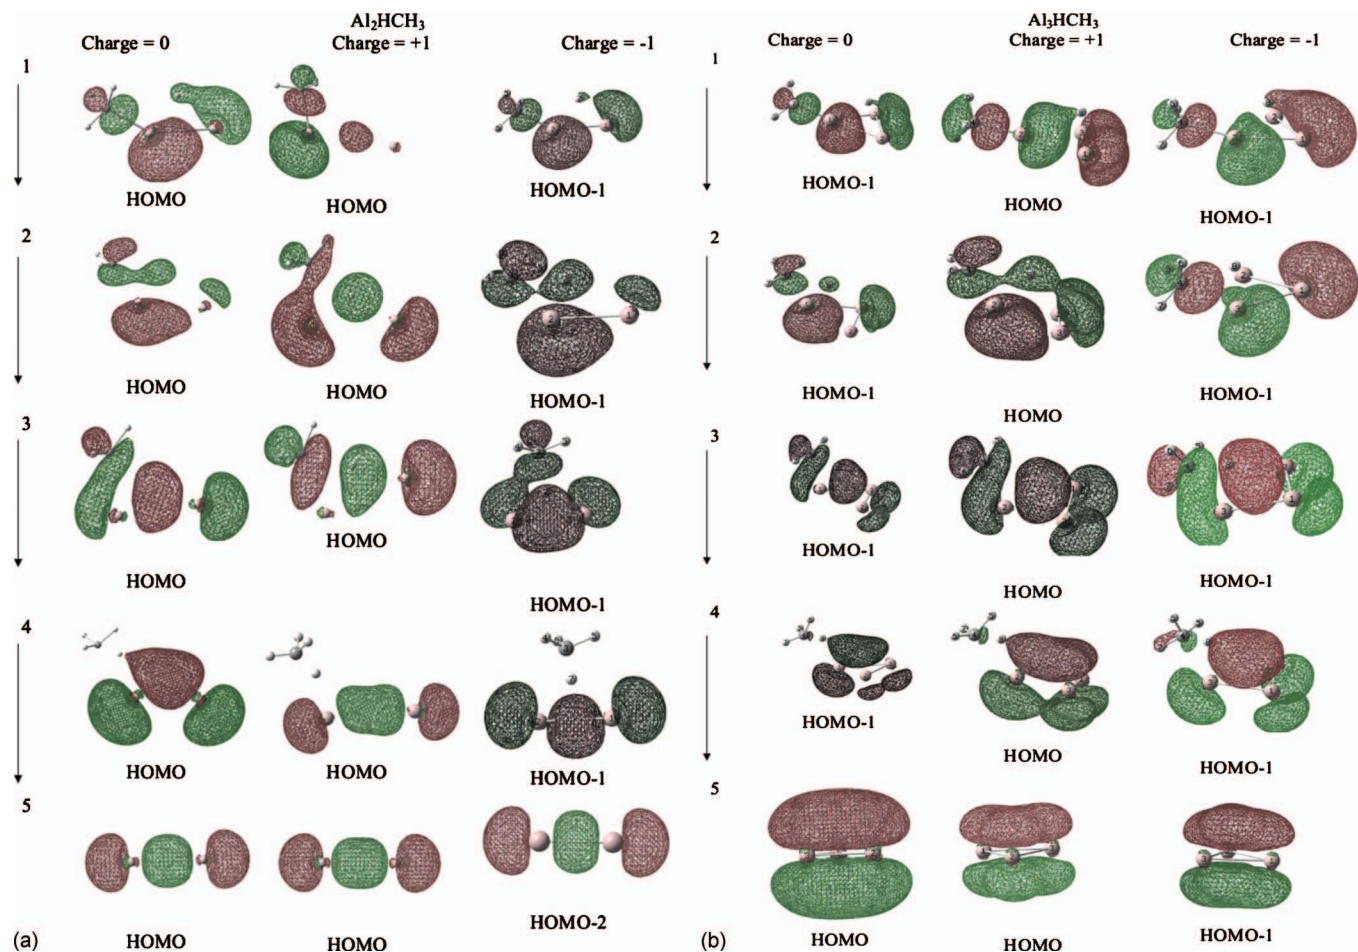 Al₂HCH₃
Charge = 0
Charge = +1
Charge = -1
1
HOMO
HOMO
HOMO-1
2
HOMO
HOMO
HOMO-1
3
HOMO
HOMO
HOMO-1
4
HOMO
HOMO
HOMO-1
5
HOMO
HOMO
HOMO-2
(a)
Al₃HCH₃
Charge = 0
Charge = +1
Charge = -1
1
HOMO-1
HOMO
HOMO-1
2
HOMO-1
HOMO
HOMO-1
3
HOMO-1
HOMO
HOMO-1
4
HOMO-1
HOMO
HOMO-1
5
HOMO
HOMO
HOMO-1
(b)